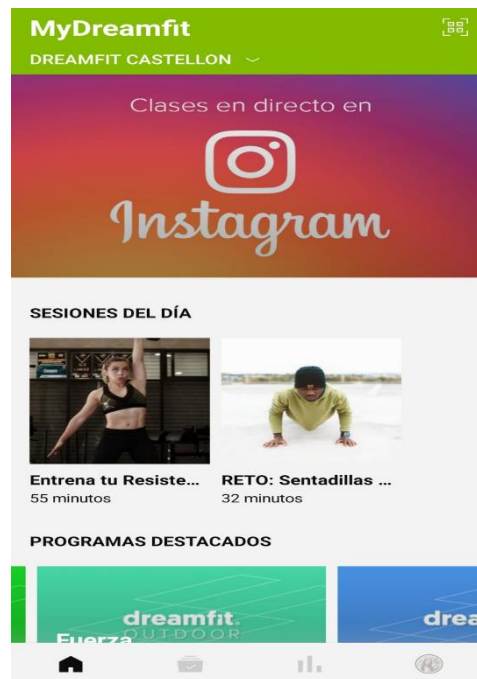 MyDreamfit
DREAMFIT CASTELLON
Clases en directo en
Instagram
SESIONES DEL DÍA
Entrena tu Resiste...
55 minutos
RETO: Sentadillas ...
32 minutos
PROGRAMAS DESTACADOS
dreamfit.
OUTDOOR
Fuerza
drea